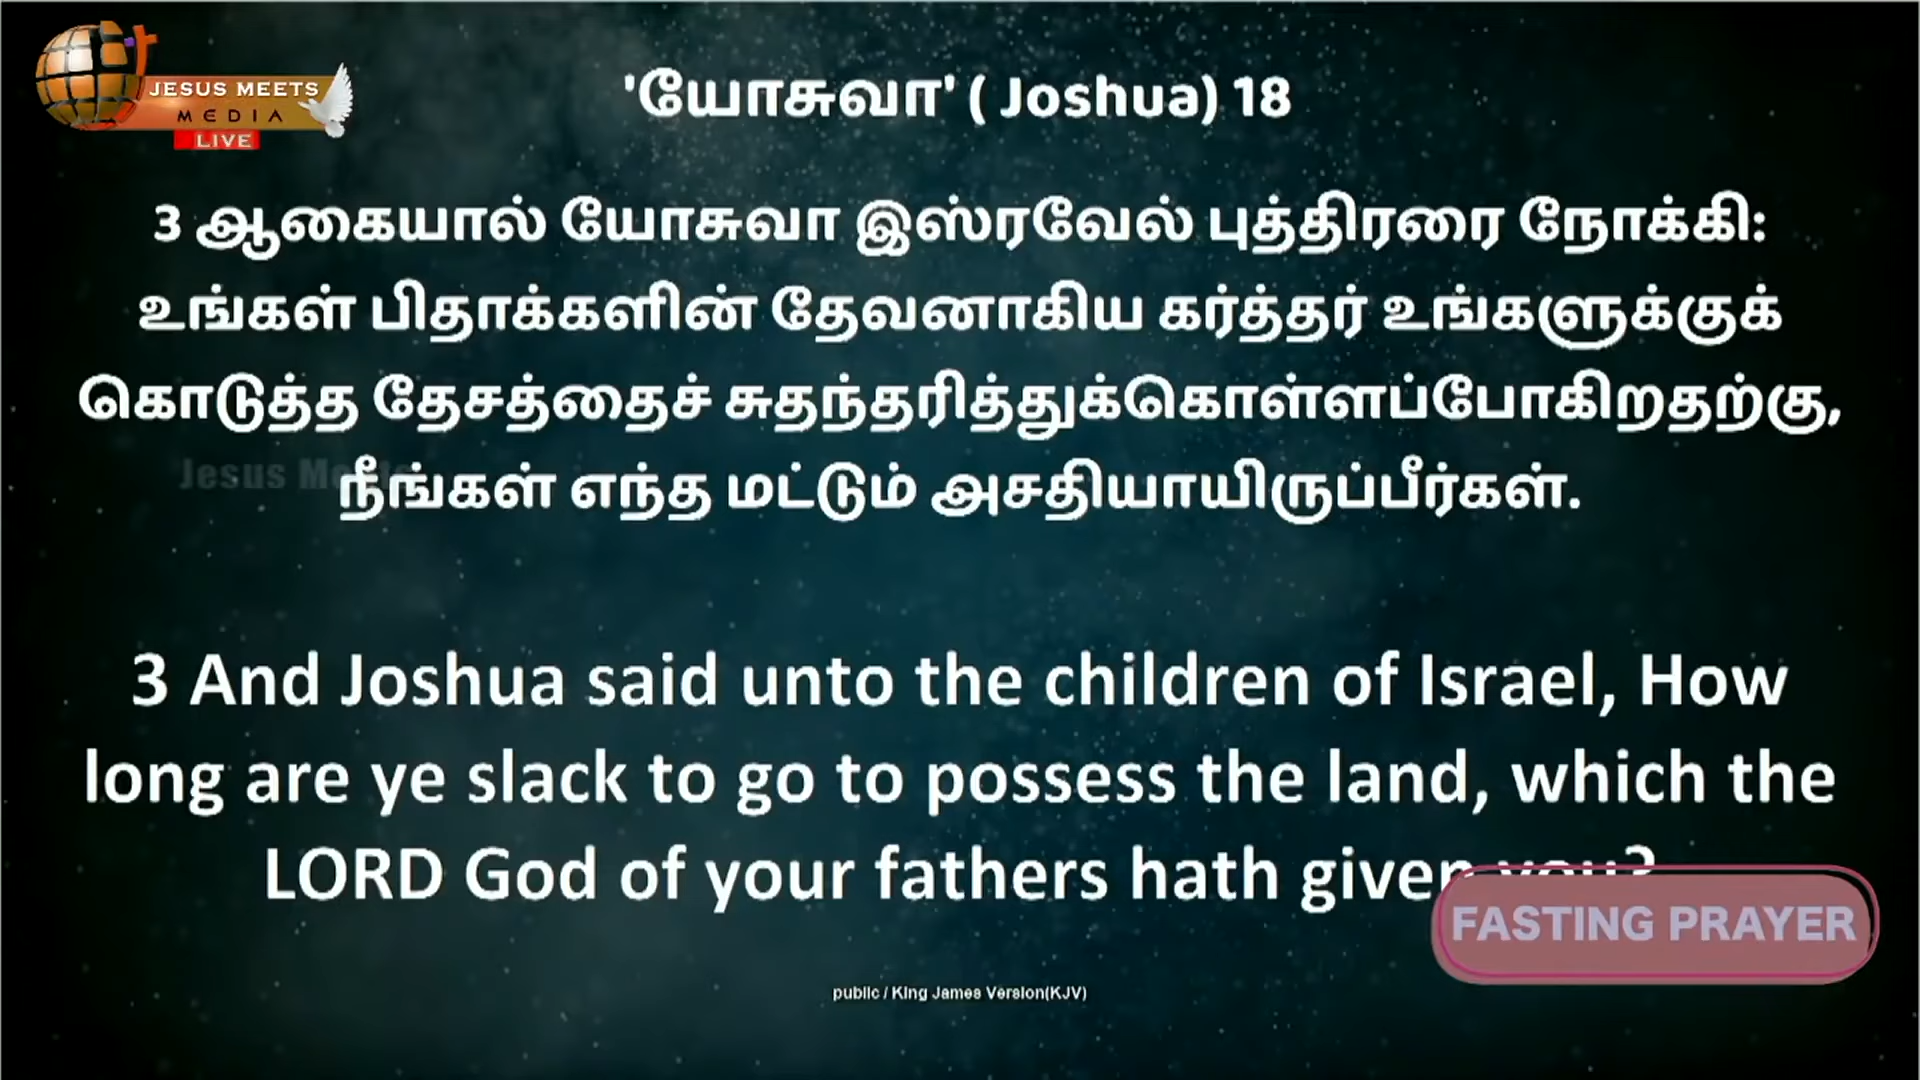 JESUS MEETS
MEDIA
LIVE
'யோசுவா' ( Joshua) 18
3 ஆகையால் யோசுவா இஸ்ரவேல் புத்திரரை நோக்கி:
உங்கள் பிதாக்களின் தேவனாகிய கர்த்தர் உங்களுக்குக்
கொடுத்த தேசத்தைச் சுதந்தரித்துக்கொள்ளப்போகிறதற்கு,
நீங்கள் எந்த மட்டும் அசதியாயிருப்பீர்கள்.
Jesus
3 And Joshua said unto the children of Israel, How
long are ye slack to go to possess the land, which the
LORD God of your fathers hath given you?
FASTING PRAYER
public / King James Version(KJV)